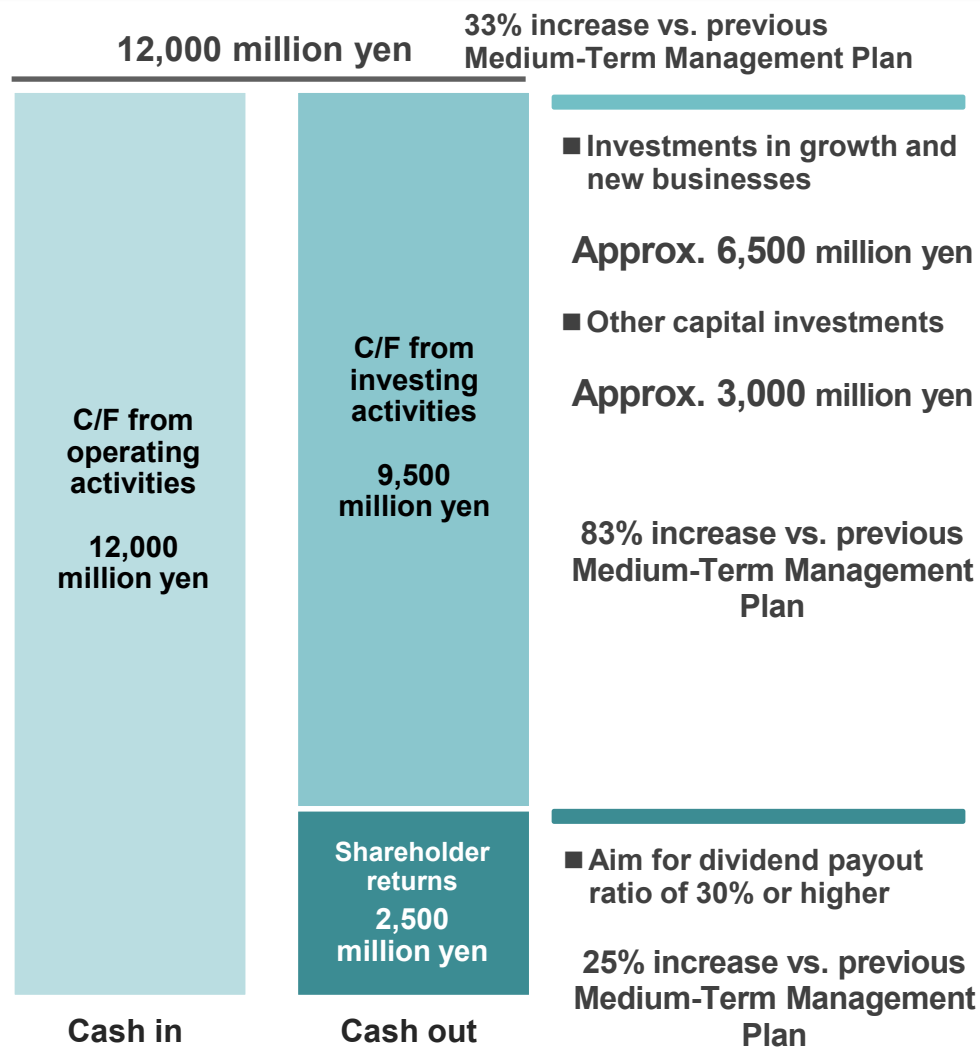 12,000 million yen
33% increase vs. previous
Medium-Term Management Plan
C/F from
operating
activities
12,000
million yen
C/F from
investing
activities
9,500
million yen
Shareholder
returns
2,500
million yen
■ Investments in growth and
new businesses
Approx. 6,500 million yen
■ Other capital investments
Approx. 3,000 million yen
83% increase vs. previous
Medium-Term Management
Plan
■ Aim for dividend payout
ratio of 30% or higher
25% increase vs. previous
Medium-Term Management
Plan
Cash in
Cash out